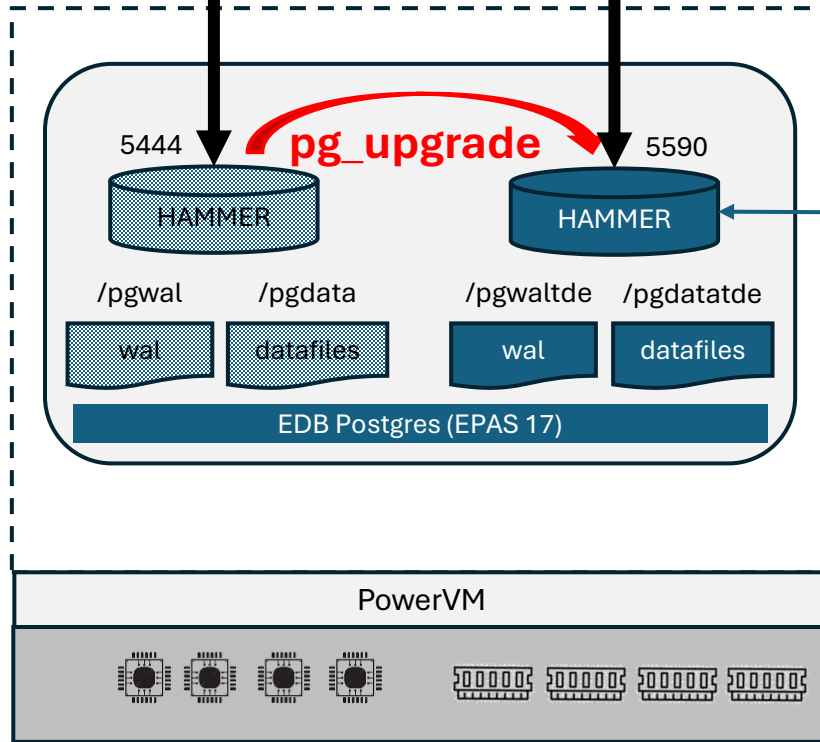 5444
pg_upgrade
5590
HAMMER
HAMMER
/pgwal
/pgdata
/pgwaltde
/pgdatatde
wal
datafiles
wal
datafiles
EDB Postgres (EPAS 17)
PowerVM